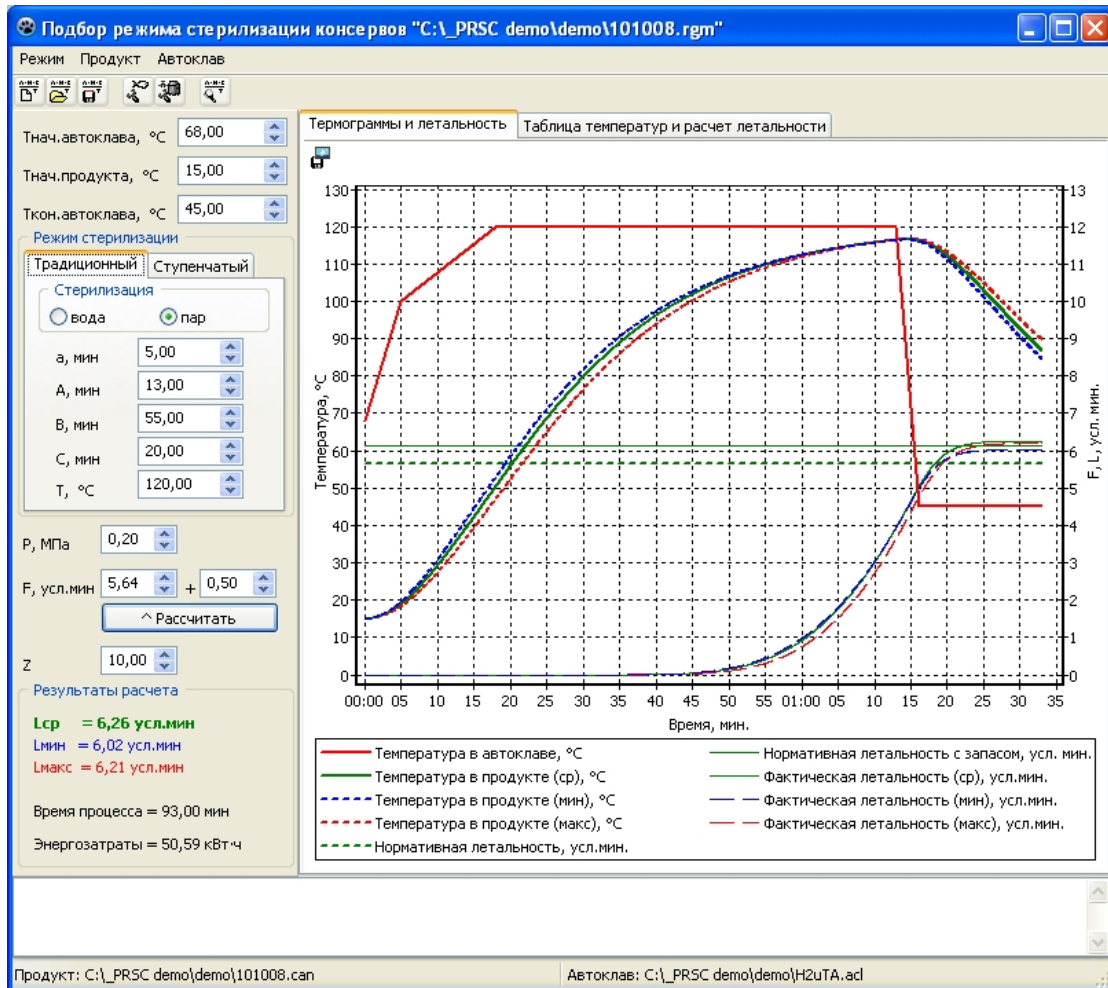 Подбор режима стерилизации консервов "C:\_PRSC demo\demo\101008.rgm"
Режим Продукт Автоклав
Термограммы и летальность Таблица температур и расчет летальности
Tнач.автоклава, °C 68,00
Tнач.продукта, °C 15,00
Tкон.автоклава, °C 45,00
Режим стерилизации
Традиционный Ступенчатый
Стерилизация
вода пар
a, мин 5,00
A, мин 13,00
B, мин 55,00
C, мин 20,00
T, °C 120,00
P, МПа 0,20
F, усл.мин 5,64 + 0,50
^ Рассчитать
Z 10,00
Результаты расчета
Lср = 6,26 усл.мин
Lмин = 6,02 усл.мин
Lмакс = 6,21 усл.мин
Время процесса = 93,00 мин
Энергозатраты = 50,59 кВт·ч
Температура, °C
130
120
110
100
90
80
70
60
50
40
30
20
10
0
13
12
11
10
9
8
7
6
5
4
3
2
1
0
F, L, усл. мин.
00:00 05 10 15 20 25 30 35 40 45 50 55 01:00 05 10 15 20 25 30 35
Время, мин.
Температура в автоклаве, °C
Температура в продукте (ср), °C
Температура в продукте (мин), °C
Температура в продукте (макс), °C
Нормативная летальность, усл.мин.
Нормативная летальность с запасом, усл. мин.
Фактическая летальность (ср), усл.мин.
Фактическая летальность (мин), усл.мин.
Фактическая летальность (макс), усл.мин.
Продукт: C:\_PRSC demo\demo\101008.can Автоклав: C:\_PRSC demo\demo\H2uTA.acl